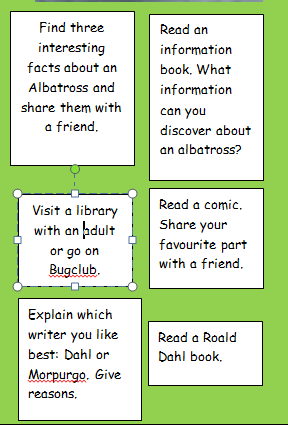 Find three
interesting
facts about an
Albatross and
share them with
a friend.
Read an
information
book. What
information
can you
discover about
an albatross?
Visit a library
with an adult
or go on
Bugclub.
Read a comic.
Share your
favourite part
with a friend.
Explain which
writer you like
best: Dahl or
Morpurgo. Give
reasons.
Read a Roald
Dahl book.